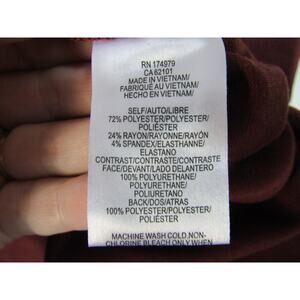 RN 174979
CA 62101
MADE IN VIETNAM/
FABRIQUÉ AU VIETNAM/
HECHO EN VIETNAM
SELF/AUTO/LIBRE
72% POLYESTER/POLYESTER/
POLIÉSTER
24% RAYON/RAYONNE/RAYÓN
4% SPANDEX/ELASTHANNE/
ELASTANO
CONTRAST/CONTRASTE/CONTRASTE
FACE/DEVANT/LADO DELANTERO
100% POLYURETHANE/
POLYURÉTHANE/
POLIURETANO
BACK/DOS/ATRAS
100% POLYESTER/POLYESTER/
POLIÉSTER
MACHINE WASH COLD, NON-
CHLORINE BLEACH ONLY WHEN